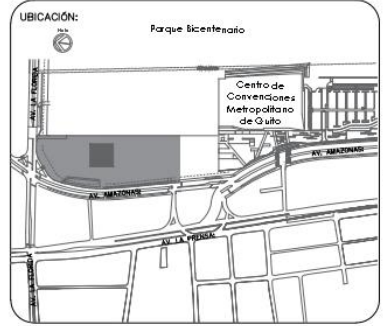 UBICACIÓN:
Parque Bicentenario
Centro de
Convenciones
Metropolitano
de Quito
AV. LA FLORIDA
AV. AMAZONAS
AV. AMAZONAS
AV. LA PRENSA
AV. LA FLORIDA